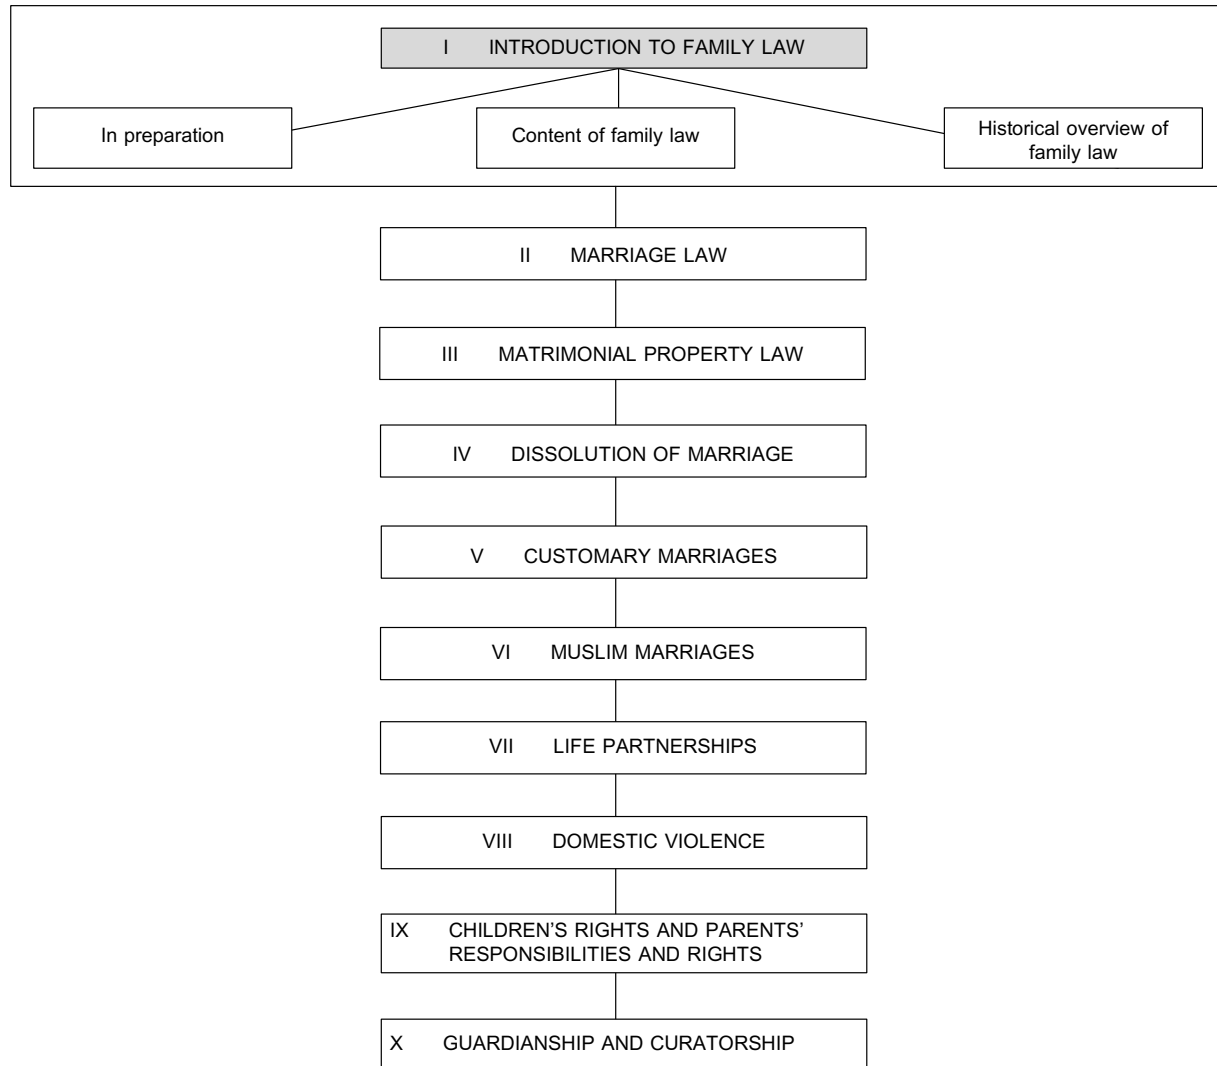 I INTRODUCTION TO FAMILY LAW
In preparation
Content of family law
Historical overview of
family law
II MARRIAGE LAW
III MATRIMONIAL PROPERTY LAW
IV DISSOLUTION OF MARRIAGE
V CUSTOMARY MARRIAGES
VI MUSLIM MARRIAGES
VII LIFE PARTNERSHIPS
VIII DOMESTIC VIOLENCE
IX CHILDREN’S RIGHTS AND PARENTS’
RESPONSIBILITIES AND RIGHTS
X GUARDIANSHIP AND CURATORSHIP